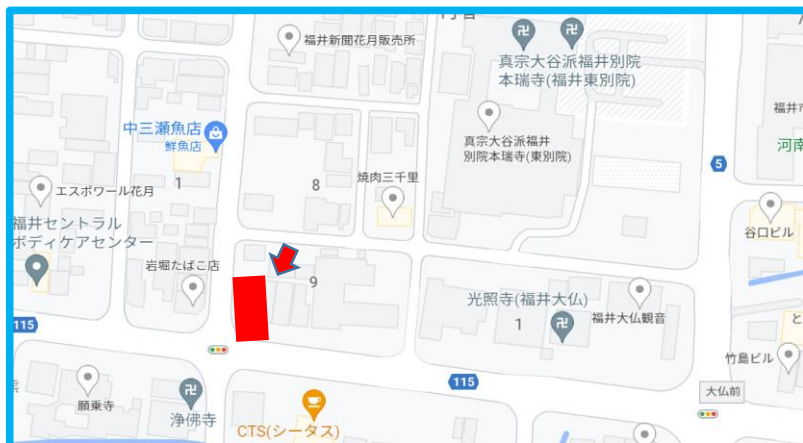 福井新聞花月販売所
真宗大谷派福井別院
本瑞寺(福井東別院)
福井市
中三瀬魚店
鮮魚店
真宗大谷派福井
別院本瑞寺(東別院)
河南
5
1
8
焼肉三千里
エスポワール花月
福井セントラル
ボディケアセンター
谷口ビル
岩堀たばこ店
9
光照寺(福井大仏)
1
福井大仏観音
と
115
竹島ビル
115
大仏前
願乗寺
浄佛寺
CTS(シータス)